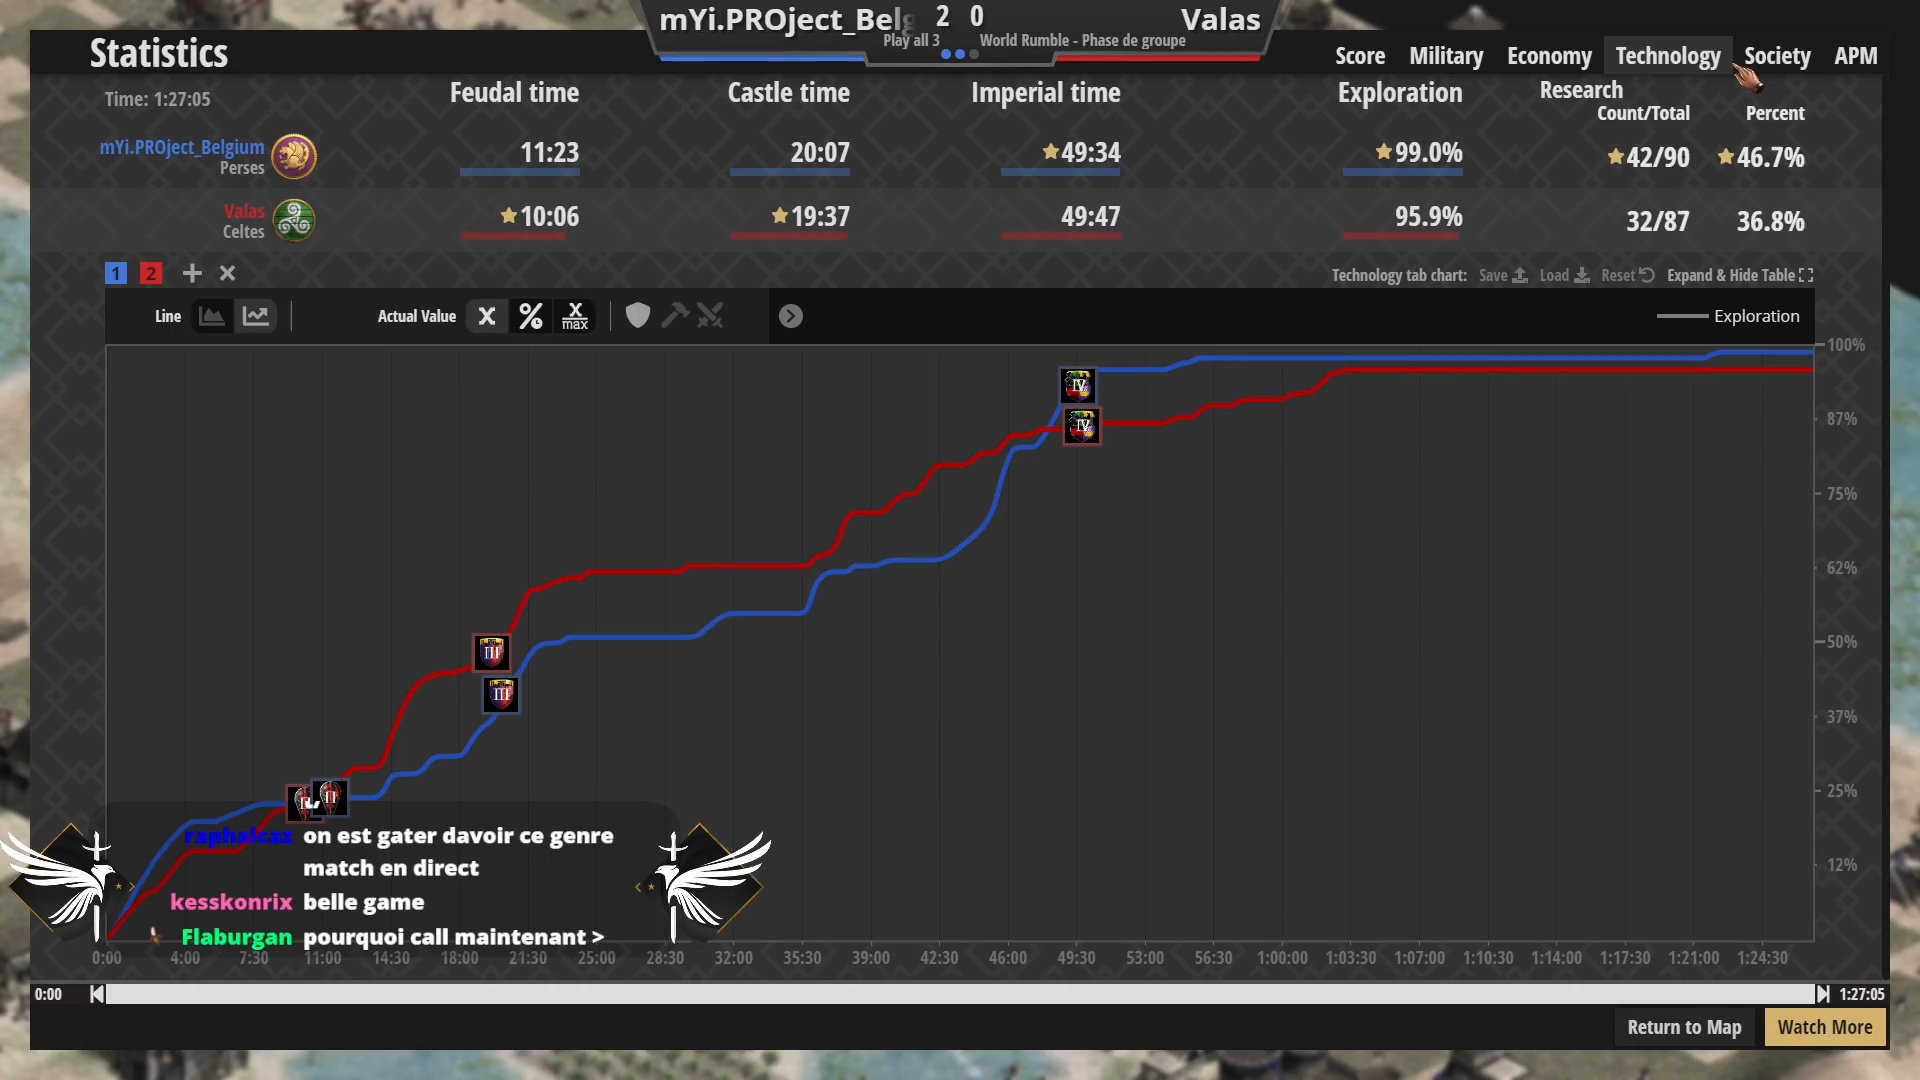 mYi.PROject_Belg 2 0 Valas
Play all 3 World Rumble - Phase de groupe
Statistics
Score Military Economy Technology Society APM
Time: 1:27:05
Feudal time Castle time Imperial time Exploration Research
Count/Total Percent
mYi.PROject_Belgium
Perses
11:23 20:07 49:34 99.0% 42/90 46.7%
Valas
Celtes
10:06 19:37 49:47 95.9% 32/87 36.8%
1 2
Technology tab chart: Save Load Reset Expand & Hide Table
Line Actual Value X % X max
Exploration
100%
87%
75%
62%
50%
37%
25%
12%
IV
IV
III
III
II
raphalcax on est gater davoir ce genre
match en direct
kesskonrix belle game
Flaburgan pourquoi call maintenant >
0:00 4:00 7:30 11:00 14:30 18:00 21:30 25:00 28:30 32:00 35:30 39:00 42:30 46:00 49:30 53:00 56:30 1:00:00 1:03:30 1:07:00 1:10:30 1:14:00 1:17:30 1:21:00 1:24:30
0:00 1:27:05
Return to Map Watch More